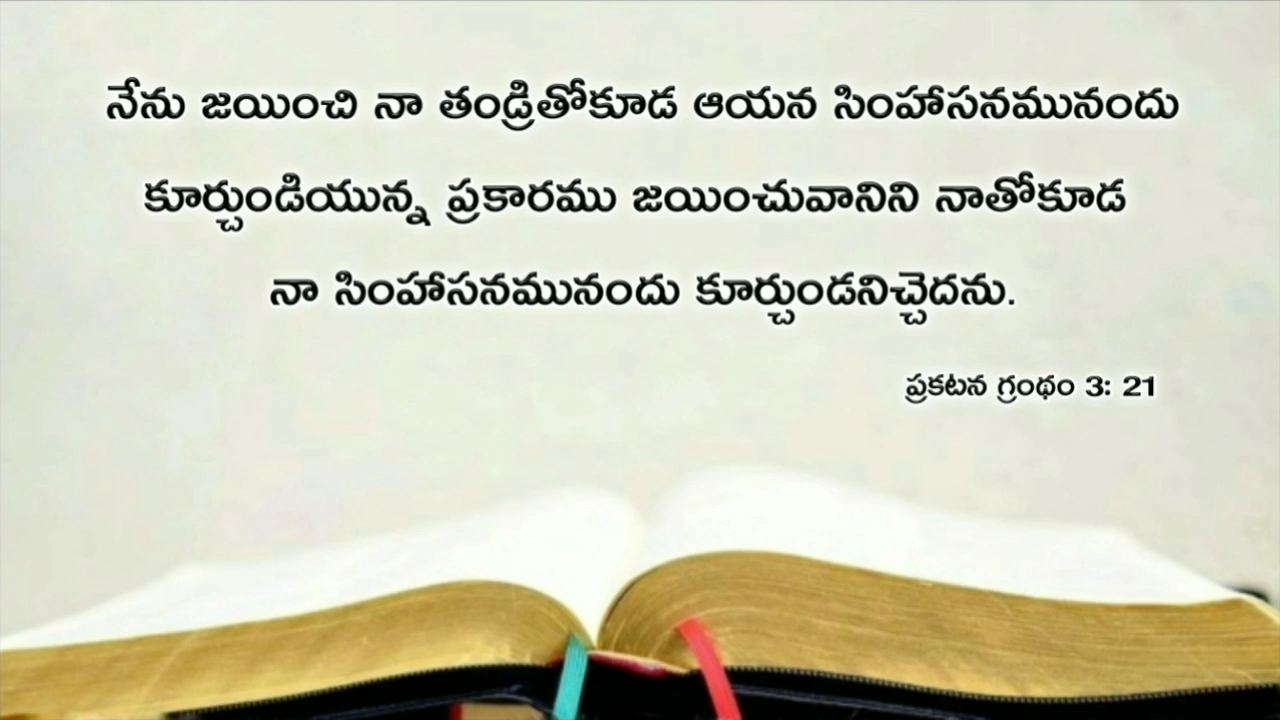 నేను జయించి నా తండ్రితోకూడ ఆయన సింహాసనమునందు
కూర్చుండియున్న ప్రకారము జయించువానిని నాతోకూడ
నా సింహాసనమునందు కూర్చుండనిచ్చెదను.
ప్రకటన గ్రంథం 3: 21